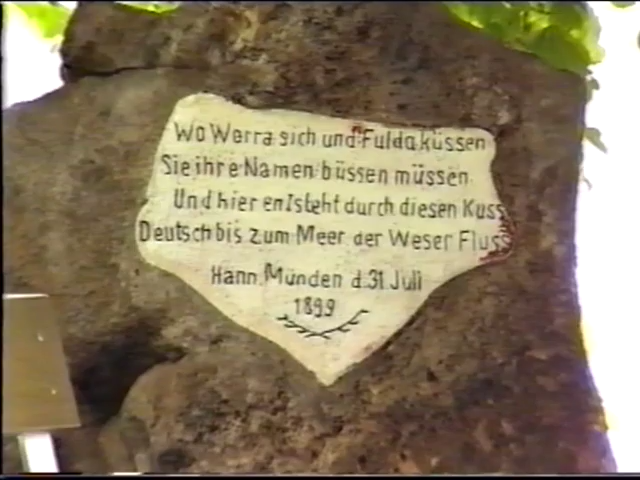 Wo Werra sich und Fulda küssen
Sie ihre Namen büssen müssen
Und hier entsteht durch diesen Kuss
Deutsch bis zum Meer der Weser Fluss
Hann. Münden d. 31. Juli
1899